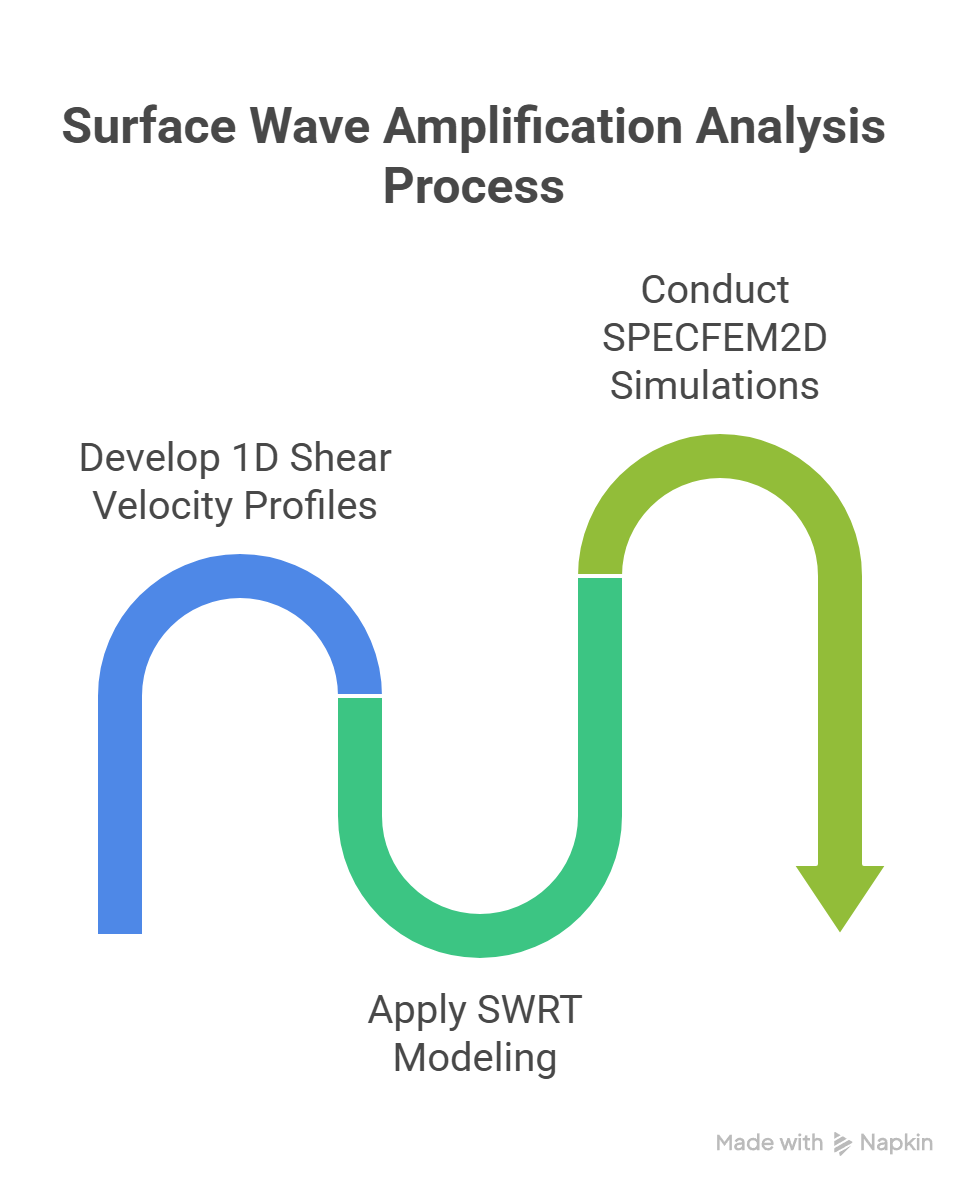 Surface Wave Amplification Analysis
Process
Conduct
SPECFEM2D
Simulations
Develop 1D Shear
Velocity Profiles
Apply SWRT
Modeling
Made with Napkin